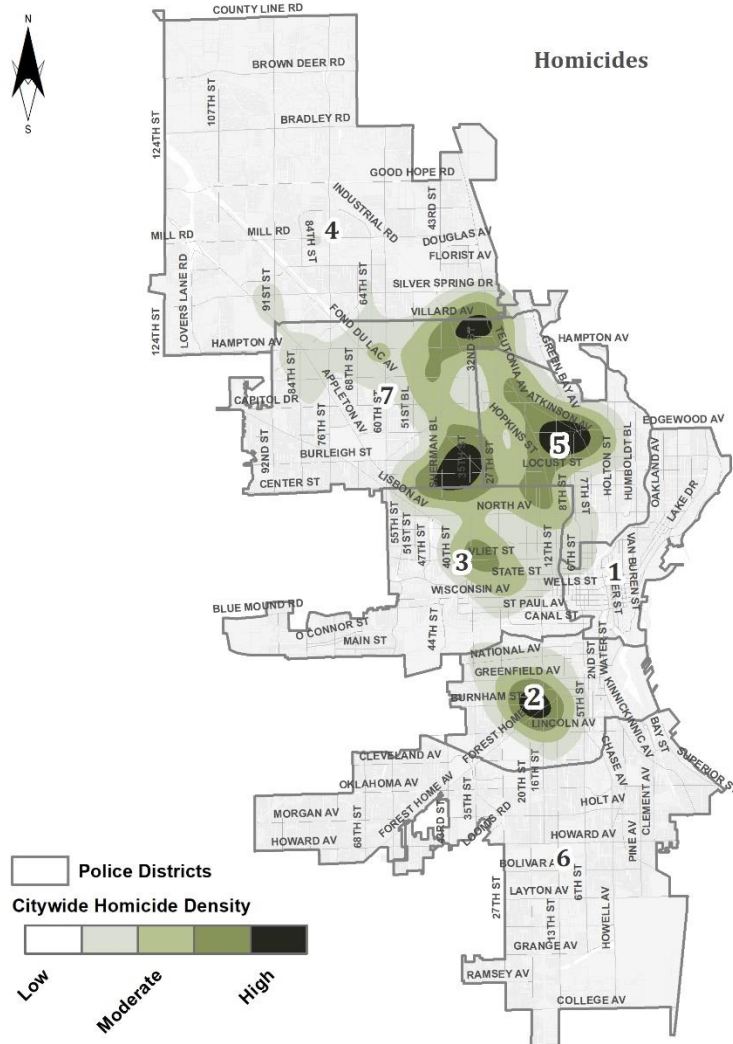 COUNTY LINE RD
N
S
Homicides
BROWN DEER RD
107TH ST
124TH ST
BRADLEY RD
GOOD HOPE RD
INDUSTRIAL RD
43RD ST
84TH ST
4
MILL RD
MILL RD
DOUGLAS AV
FLORIST AV
LOVERS LANE RD
91ST ST
64TH ST
SILVER SPRING DR
124TH ST
FOND DU LAC AV
VILLARD AV
HAMPTON AV
32ND ST
TEUTONIA AV
GREEN BAY AV
HAMPTON AV
84TH ST
68TH ST
APPLETON AV
7
60TH ST
51ST BL
ATKINSON AV
CAPITOL DR
76TH ST
HOPKINS ST
5
EDGEWOOD AV
92ND ST
BURLEIGH ST
SHERMAN BL
35TH ST
27TH ST
LOCUST ST
HOLTON ST
HUMBOLDT BL
OAKLAND AV
CENTER ST
LISBON AV
8TH ST
7TH ST
LAKE DR
NORTH AV
55TH ST
51ST ST
47TH ST
40TH ST
3
VLIET ST
12TH ST
6TH ST
VAN BUREN ST
STATE ST
1
WELLS ST
ER ST
WISCONSIN AV
ST PAUL AV
BLUE MOUND RD
CANAL ST
O CONNOR ST
MAIN ST
44TH ST
WATER ST
2ND ST
NATIONAL AV
GREENFIELD AV
BURNHAM ST
2
5TH ST
KINNICKINNIC AV
LINCOLN AV
FOREST HOME
BAY ST
CLEVELAND AV
CHASE AV
SUPERIOR S
OKLAHOMA AV
FOREST HOME AV
20TH ST
16TH ST
35TH ST
43RD ST
LOOMIS RD
HOLT AV
CLEMENT AV
MORGAN AV
68TH ST
HOWARD AV
HOWARD AV
PINE AV
BOLIVAR A
6
6TH ST
Police Districts
LAYTON AV
27TH ST
13TH ST
HOWELL AV
Citywide Homicide Density
GRANGE AV
RAMSEY AV
Low
Moderate
High
COLLEGE AV